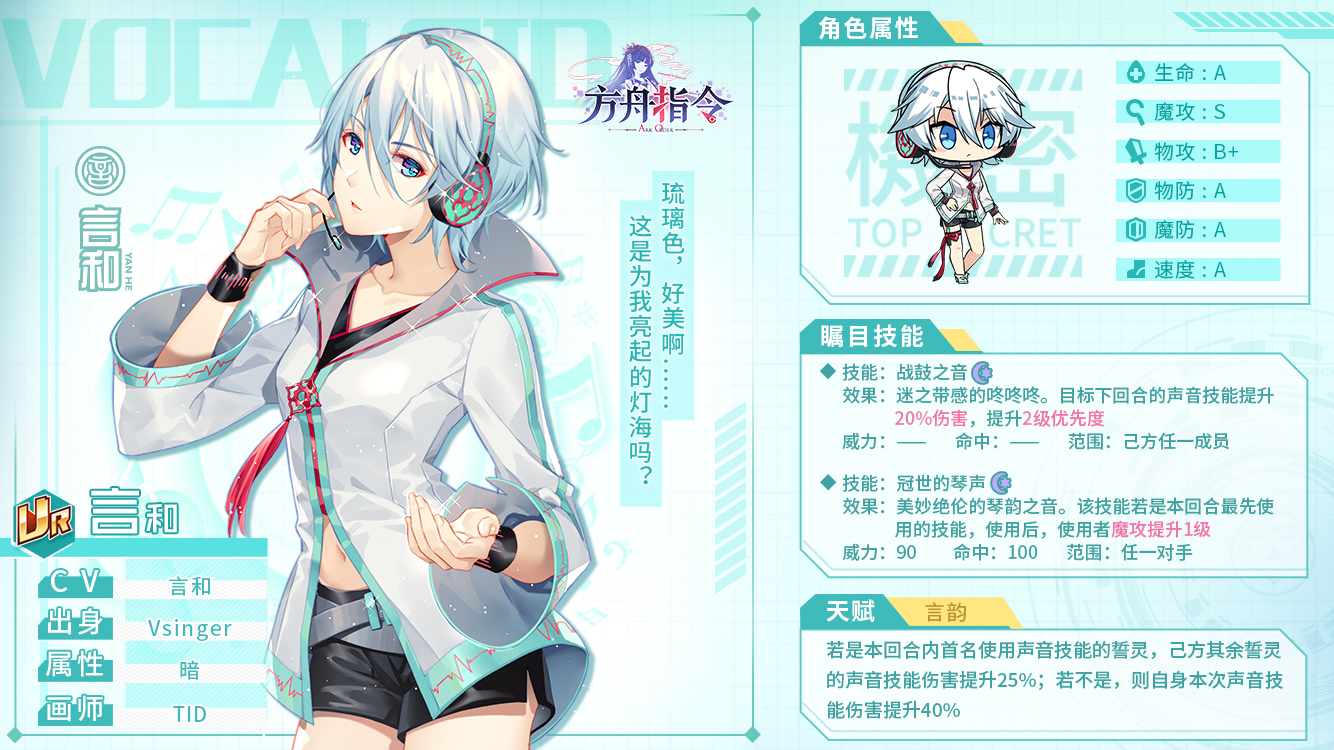 VOCALOID
方舟指令
ARK ORDER
言和
YAN HE
琉璃色，好美啊……
这是为我亮起的灯海吗？
UR 言和
CV 言和
出身 Vsinger
属性 暗
画师 TID
角色属性
機密
TOP SECRET
生命：A
魔攻：S
物攻：B+
物防：A
魔防：A
速度：A
瞩目技能
技能：战鼓之音
效果：迷之带感的咚咚咚。目标下回合的声音技能提升
20%伤害，提升2级优先度
威力：—— 命中：—— 范围：己方任一成员
技能：冠世的琴声
效果：美妙绝伦的琴韵之音。该技能若是本回合最先使
用的技能，使用后，使用者魔攻提升1级
威力：90 命中：100 范围：任一对手
天赋 言韵
若是本回合内首名使用声音技能的誓灵，己方其余誓灵
的声音技能伤害提升25%；若不是，则自身本次声音技
能伤害提升40%